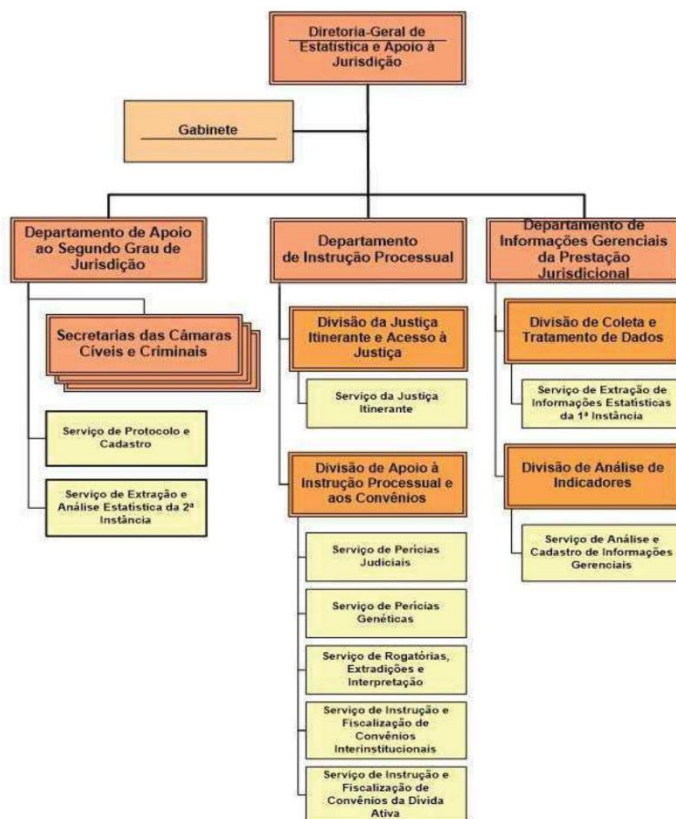 Diretoria-Geral de
Estatística e Apoio à
Jurisdição
Gabinete
Departamento de Apoio
ao Segundo Grau de
Jurisdição
Secretarias das Câmaras
Cíveis e Criminais
Serviço de Protocolo e
Cadastro
Serviço de Extração e
Análise Estatística da 2ª
Instância
Departamento
de Instrução Processual
Divisão da Justiça
Itinerante e Acesso à
Justiça
Serviço da Justiça
Itinerante
Divisão de Apoio à
Instrução Processual e
aos Convênios
Serviço de Perícias
Judiciais
Serviço de Perícias
Genéticas
Serviço de Rogatórias,
Extradições e
Interpretação
Serviço de Instrução e
Fiscalização de
Convênios
Interinstitucionais
Serviço de Instrução e
Fiscalização de
Convênios da Dívida
Ativa
Departamento de
Informações Gerenciais
da Prestação
Jurisdicional
Divisão de Coleta e
Tratamento de Dados
Serviço de Extração de
Informações Estatísticas
da 1ª Instância
Divisão de Análise de
Indicadores
Serviço de Análise e
Cadastro de Informações
Gerenciais